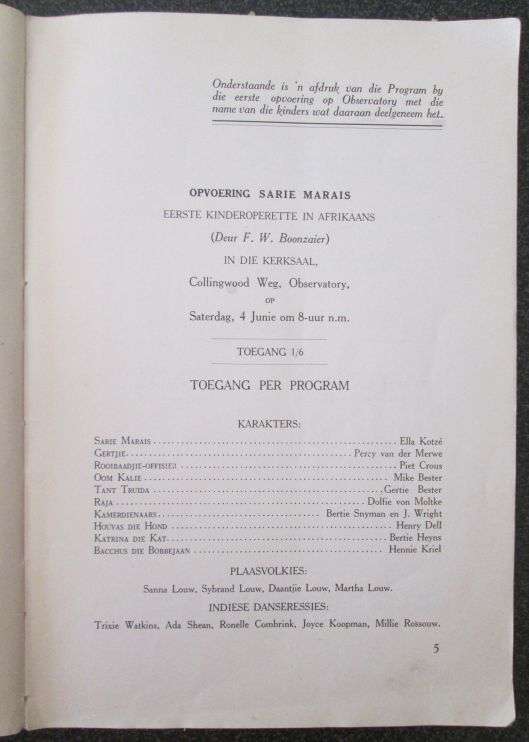 Onderstaande is 'n afdruk van die Program by
die eerste opvoering op Observatory met die
name van die kinders wat daaraan deelgeneem het.
OPVOERING SARIE MARAIS
EERSTE KINDEROPERETTE IN AFRIKAANS
(Deur F. W. Boonzaier)
IN DIE KERKSAAL,
Collingwood Weg, Observatory,
OP
Saterdag, 4 Junie om 8-uur n.m.
TOEGANG 1/6
TOEGANG PER PROGRAM
KARAKTERS:
Sarie Marais ........ Ella Kotzé
Gertjie ........ Percy van der Merwe
Rooibaadjie-offisier ........ Piet Crous
Oom Kalie ........ Mike Bester
Tant Truida ........ Gertie Bester
Raja ........ Dolfie von Moltke
Kamerdienaars ........ Bertie Snyman en J. Wright
Houvas die Hond ........ Henry Dell
Katrina die Kat ........ Bertie Heyns
Bacchus die Bobbejaan ........ Hennie Kriel
PLAASVOLKIES:
Sanna Louw, Sybrand Louw, Daantjie Louw, Martha Louw.
INDIESE DANSERESSIES:
Trixie Watkins, Ada Shean, Ronelle Combrink, Joyce Koopman, Millie Rossouw.
5